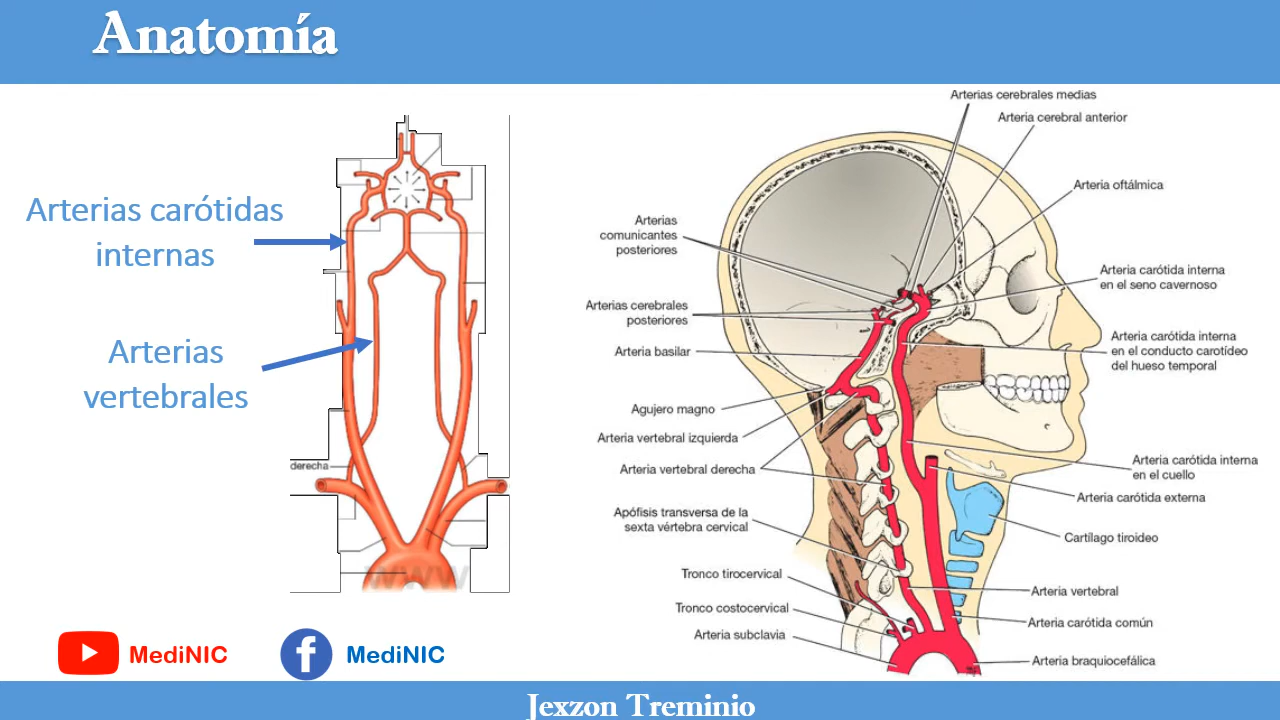 Anatomía
Arterias carótidas
internas
Arterias
vertebrales
derecha
www
Arterias cerebrales medias
Arteria cerebral anterior
Arteria oftálmica
Arterias
comunicantes
posteriores
Arteria carótida interna
en el seno cavernoso
Arterias cerebrales
posteriores
Arteria carótida interna
en el conducto carotídeo
del hueso temporal
Arteria basilar
Agujero magno
Arteria vertebral izquierda
Arteria vertebral derecha
Arteria carótida interna
en el cuello
Arteria carótida externa
Apófisis transversa de la
sexta vértebra cervical
Cartílago tiroideo
Tronco tirocervical
Arteria vertebral
Tronco costocervical
Arteria carótida común
Arteria subclavia
Arteria braquiocefálica
MediNIC
MediNIC
Jexzon Treminio